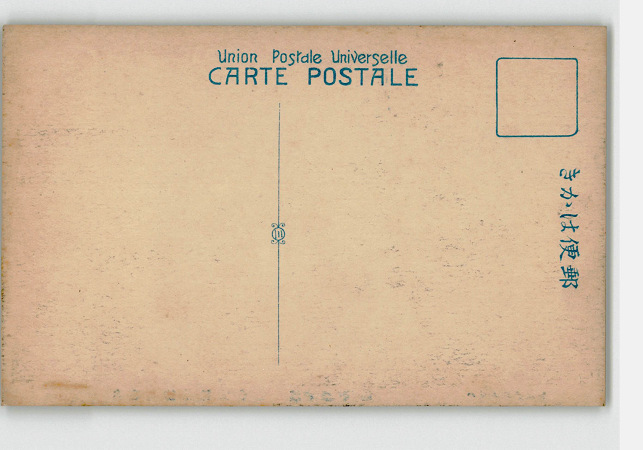 Union Postale Universelle
CARTE POSTALE
きかは便郵